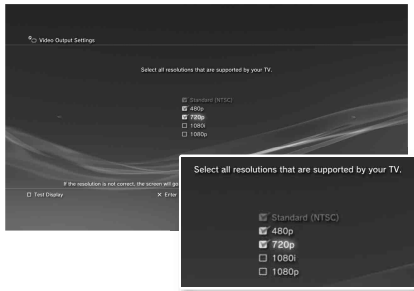 Video Output Settings
Select all resolutions that are supported by your TV.
Standard (NTSC)
480p
720p
1080i
1080p
If the resolution is not correct, the screen will go
Test Display
Enter
Select all resolutions that are supported by your TV.
Standard (NTSC)
480p
720p
1080i
1080p